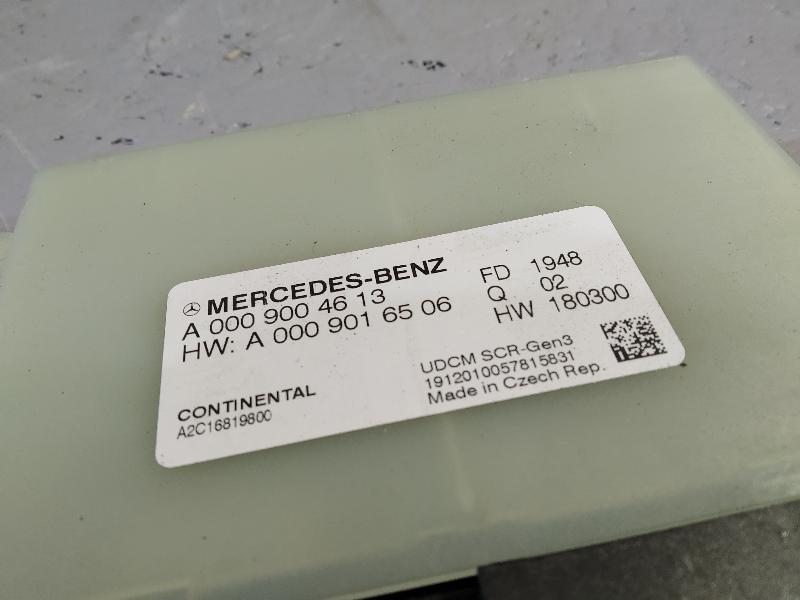 MERCEDES-BENZ
A 000 900 46 13
HW: A 000 901 65 06
FD 1948
Q 02
HW 180300
CONTINENTAL
A2C16819800
UDCM SCR-Gen3
1912010057815831
Made in Czech Rep.